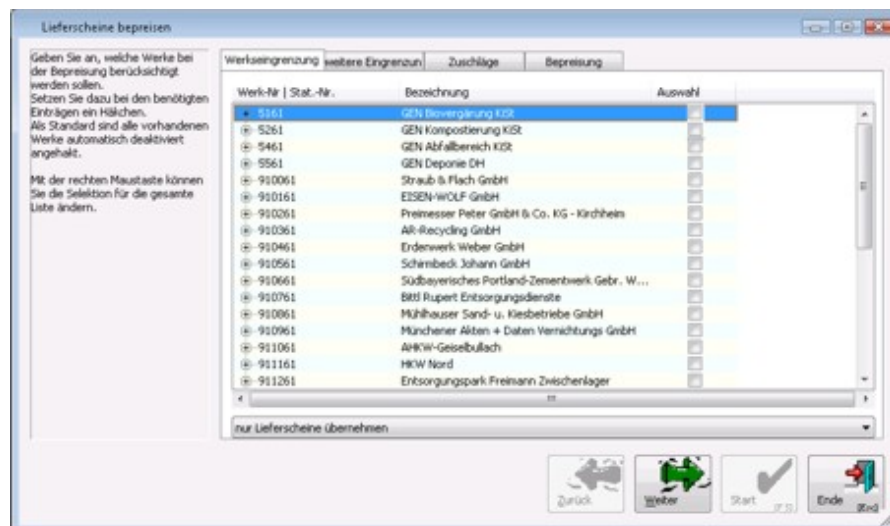 Lieferscheine bepreisen
Geben Sie an, welche Werke bei
der Bepreisung berücksichtigt
werden sollen.
Setzen Sie dazu bei den benötigten
Einträgen ein Häkchen.
Als Standard sind alle vorhandenen
Werke automatisch deaktiviert
angehakt.
Mit der rechten Maustaste können
Sie die Selektion für die gesamte
Liste ändern.
Werkseingrenzung weitere Eingrenzun Zuschläge Bepreisung
Werk-Nr | Stat.-Nr. Bezeichnung Auswahl
5161 GEN Biovergärung KiSt
5261 GEN Kompostierung KiSt
5461 GEN Abfallbereich KiSt
5561 GEN Deponie DH
910061 Straub & Flach GmbH
910161 EISEN-WOLF GmbH
910261 Preimesser Peter GmbH & Co. KG - Kirchheim
910361 AR-Recycling GmbH
910461 Erdenwerk Weber GmbH
910561 Schirmbeck Johann GmbH
910661 Südbayerisches Portland-Zementwerk Gebr. W...
910761 Bittl Rupert Entsorgungsdienste
910861 Mühlhauser Sand- u. Kiesbetriebe GmbH
910961 Münchener Akten + Daten Vernichtungs GmbH
911061 AHKW-Geiselbullach
911161 HKW Nord
911261 Entsorgungspark Freimann Zwischenlager
nur Lieferscheine übernehmen
Zurück Weiter Start [F5] Ende [End]